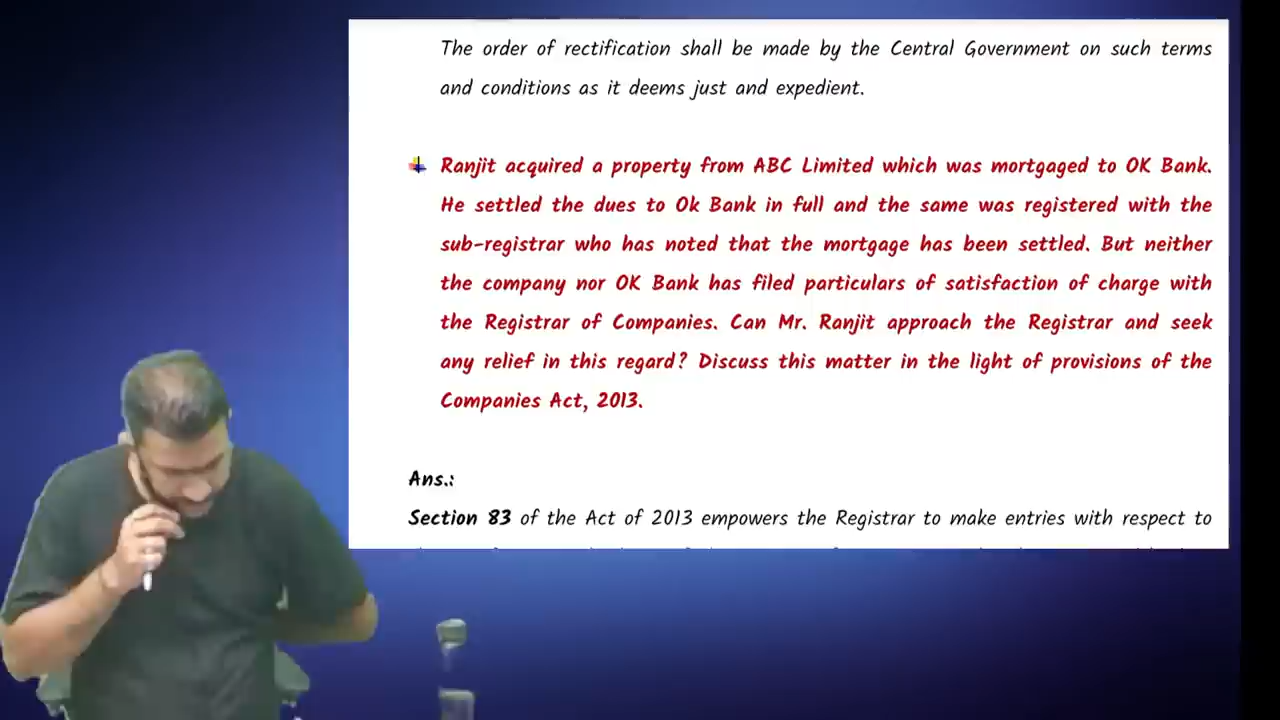 The order of rectification shall be made by the Central Government on such terms
and conditions as it deems just and expedient.
Ranjit acquired a property from ABC Limited which was mortgaged to OK Bank.
He settled the dues to Ok Bank in full and the same was registered with the
sub-registrar who has noted that the mortgage has been settled. But neither
the company nor OK Bank has filed particulars of satisfaction of charge with
the Registrar of Companies. Can Mr. Ranjit approach the Registrar and seek
any relief in this regard? Discuss this matter in the light of provisions of the
Companies Act, 2013.
Ans.:
Section 83 of the Act of 2013 empowers the Registrar to make entries with respect to